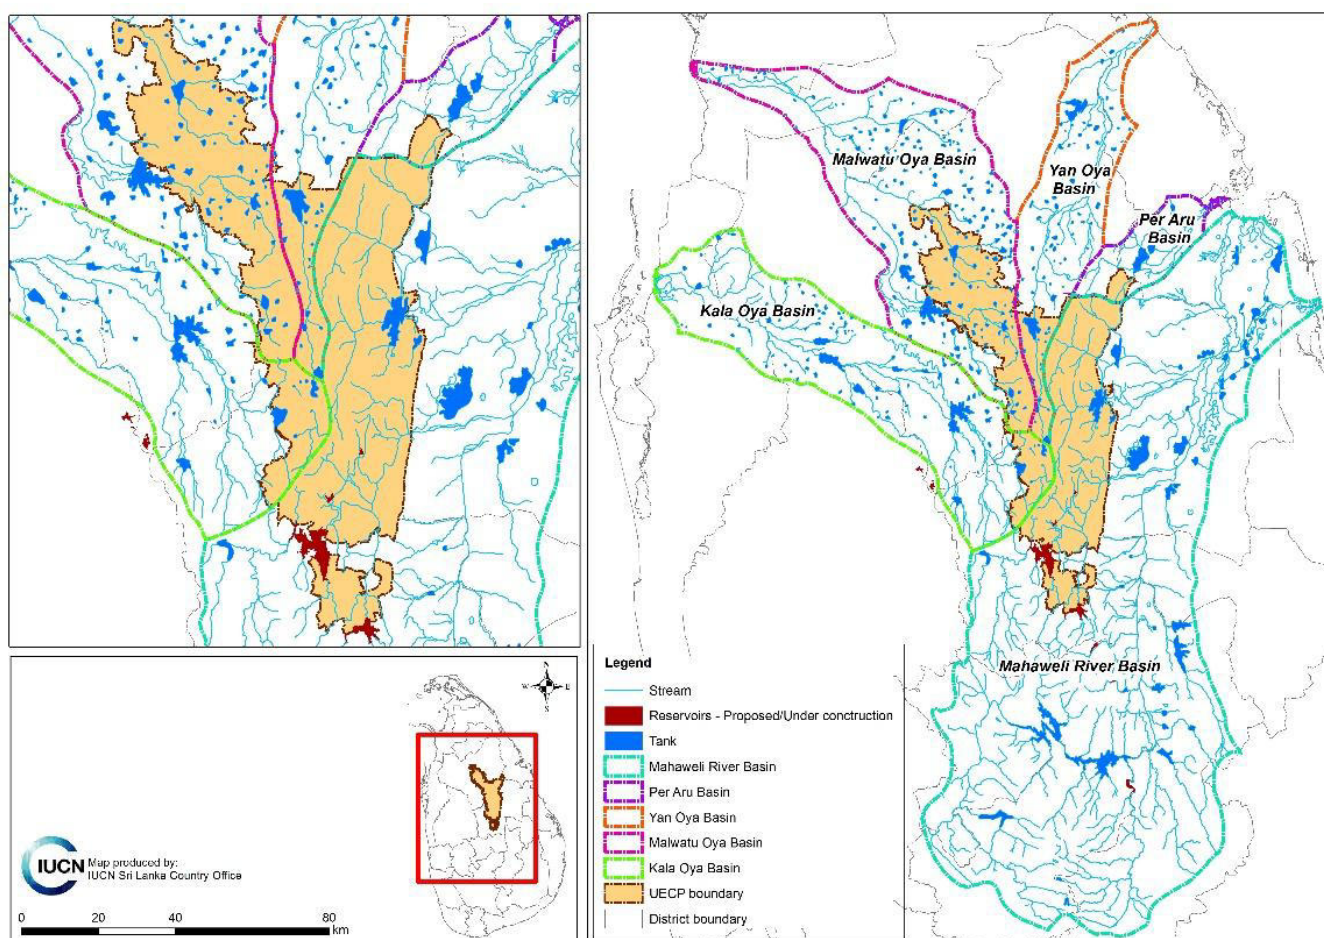 Malwatu Oya Basin
Yan Oya
Basin
Per Aru
Basin
Kala Oya Basin
Mahaweli River Basin
Legend
Stream
Reservoirs - Proposed/Under conctruction
Tank
Mahaweli River Basin
Per Aru Basin
Yan Oya Basin
Malwatu Oya Basin
Kala Oya Basin
UECP boundary
District boundary
N
W E
S
IUCN
Map produced by:
IUCN Sri Lanka Country Office
0 20 40 80
km